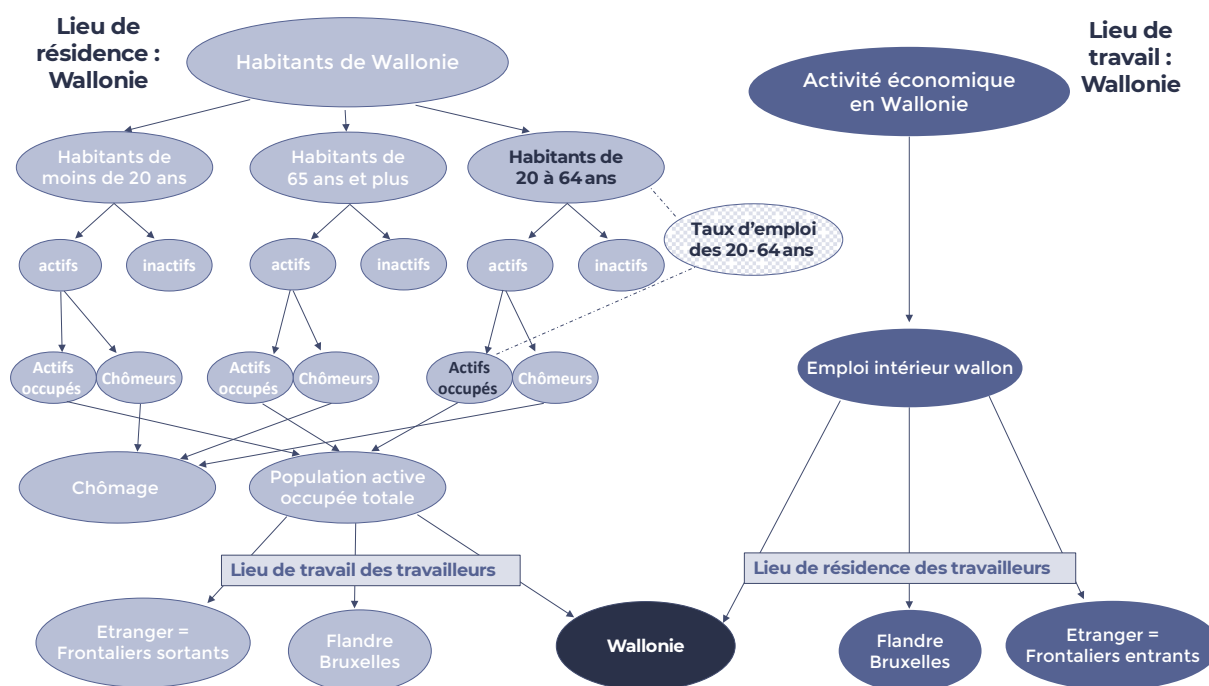 Lieu de
résidence :
Wallonie
Habitants de Wallonie
Lieu de
travail :
Wallonie
Activité économique
en Wallonie
Habitants de
moins de 20 ans
Habitants de
65 ans et plus
Habitants de
20 à 64 ans
Taux d’emploi
des 20-64 ans
actifs
inactifs
actifs
inactifs
actifs
inactifs
Actifs
occupés
Chômeurs
Actifs
occupés
Chômeurs
Actifs
occupés
Chômeurs
Emploi intérieur wallon
Chômage
Population active
occupée totale
Lieu de travail des travailleurs
Lieu de résidence des travailleurs
Etranger =
Frontaliers sortants
Flandre
Bruxelles
Wallonie
Flandre
Bruxelles
Etranger =
Frontaliers entrants